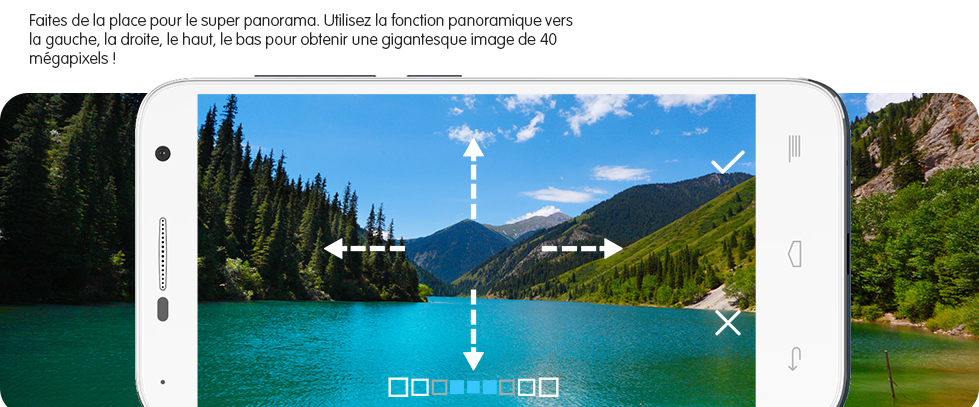 Faites de la place pour le super panorama. Utilisez la fonction panoramique vers
la gauche, la droite, le haut, le bas pour obtenir une gigantesque image de 40
mégapixels !